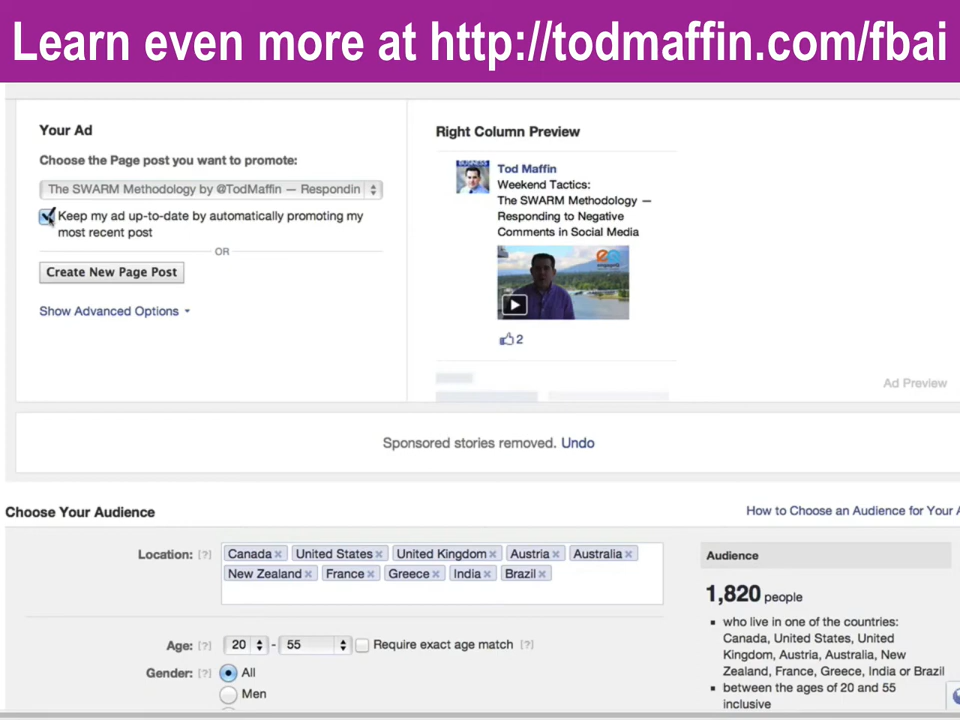 Learn even more at http://todmaffin.com/fbai
Your Ad
Choose the Page post you want to promote:
The SWARM Methodology by @TodMaffin — Respondin
Keep my ad up-to-date by automatically promoting my
most recent post
OR
Create New Page Post
Show Advanced Options
Right Column Preview
BUSINESS
Tod Maffin
Weekend Tactics:
The SWARM Methodology —
Responding to Negative
Comments in Social Media
2
Ad Preview
Sponsored stories removed. Undo
Choose Your Audience
How to Choose an Audience for Your A
Location: [?]
Canada × United States × United Kingdom × Austria × Australia ×
New Zealand × France × Greece × India × Brazil ×
Age: [?] 20 - 55 Require exact age match [?]
Gender: [?] All
Men
Audience
1,820 people
who live in one of the countries:
Canada, United States, United
Kingdom, Austria, Australia, New
Zealand, France, Greece, India or Brazil
between the ages of 20 and 55
inclusive